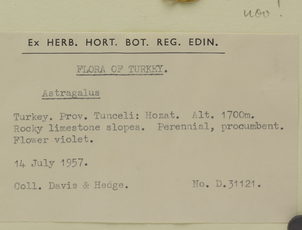 nov!
Ex HERB. HORT. BOT. REG. EDIN.
FLORA OF TURKEY.
Astragalus
Turkey. Prov. Tunceli: Hozat. Alt. 1700m.
Rocky limestone slopes. Perennial, procumbent.
Flower violet.
14 July 1957.
Coll. Davis & Hedge. No. D.31121.